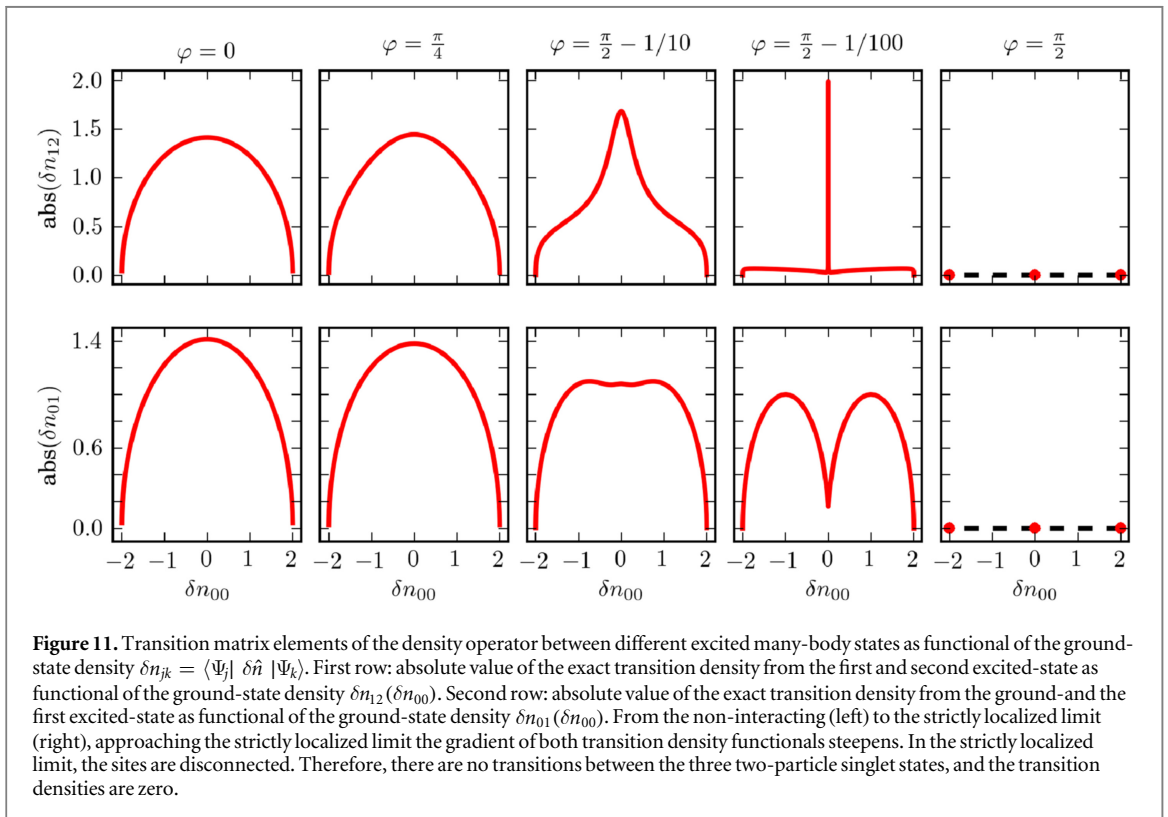 φ = 0 φ = π/4 φ = π/2 − 1/10 φ = π/2 − 1/100 φ = π/2
abs(δn₁₂)
2.0
1.5
1.0
0.5
0.0
abs(δn₀₁)
1.4
0.6
0.0
−2 −1 0 1 2 −2 −1 0 1 2 −2 −1 0 1 2 −2 −1 0 1 2 −2 −1 0 1 2
δn₀₀ δn₀₀ δn₀₀ δn₀₀ δn₀₀
Figure 11. Transition matrix elements of the density operator between different excited many-body states as functional of the ground-
state density δnⱼₖ = ⟨Ψⱼ| δn̂ |Ψₖ⟩. First row: absolute value of the exact transition density from the first and second excited-state as
functional of the ground-state density δn₁₂(δn₀₀). Second row: absolute value of the exact transition density from the ground-and the
first excited-state as functional of the ground-state density δn₀₁(δn₀₀). From the non-interacting (left) to the strictly localized limit
(right), approaching the strictly localized limit the gradient of both transition density functionals steepens. In the strictly localized
limit, the sites are disconnected. Therefore, there are no transitions between the three two-particle singlet states, and the transition
densities are zero.